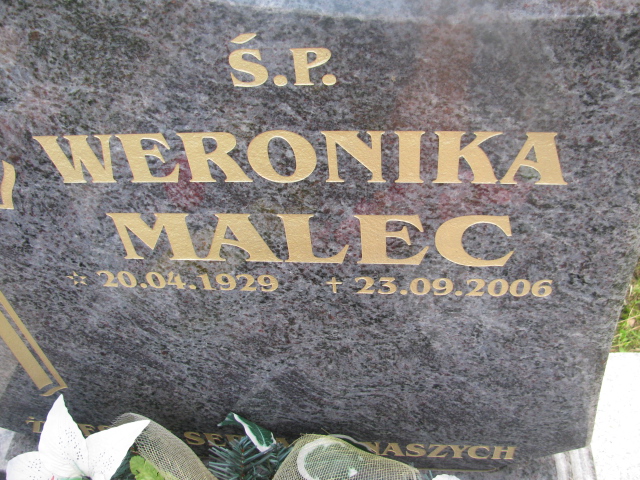 Ś.P.
WERONIKA
MALEC
* 20.04.1929 † 23.09.2006
NASZYCH